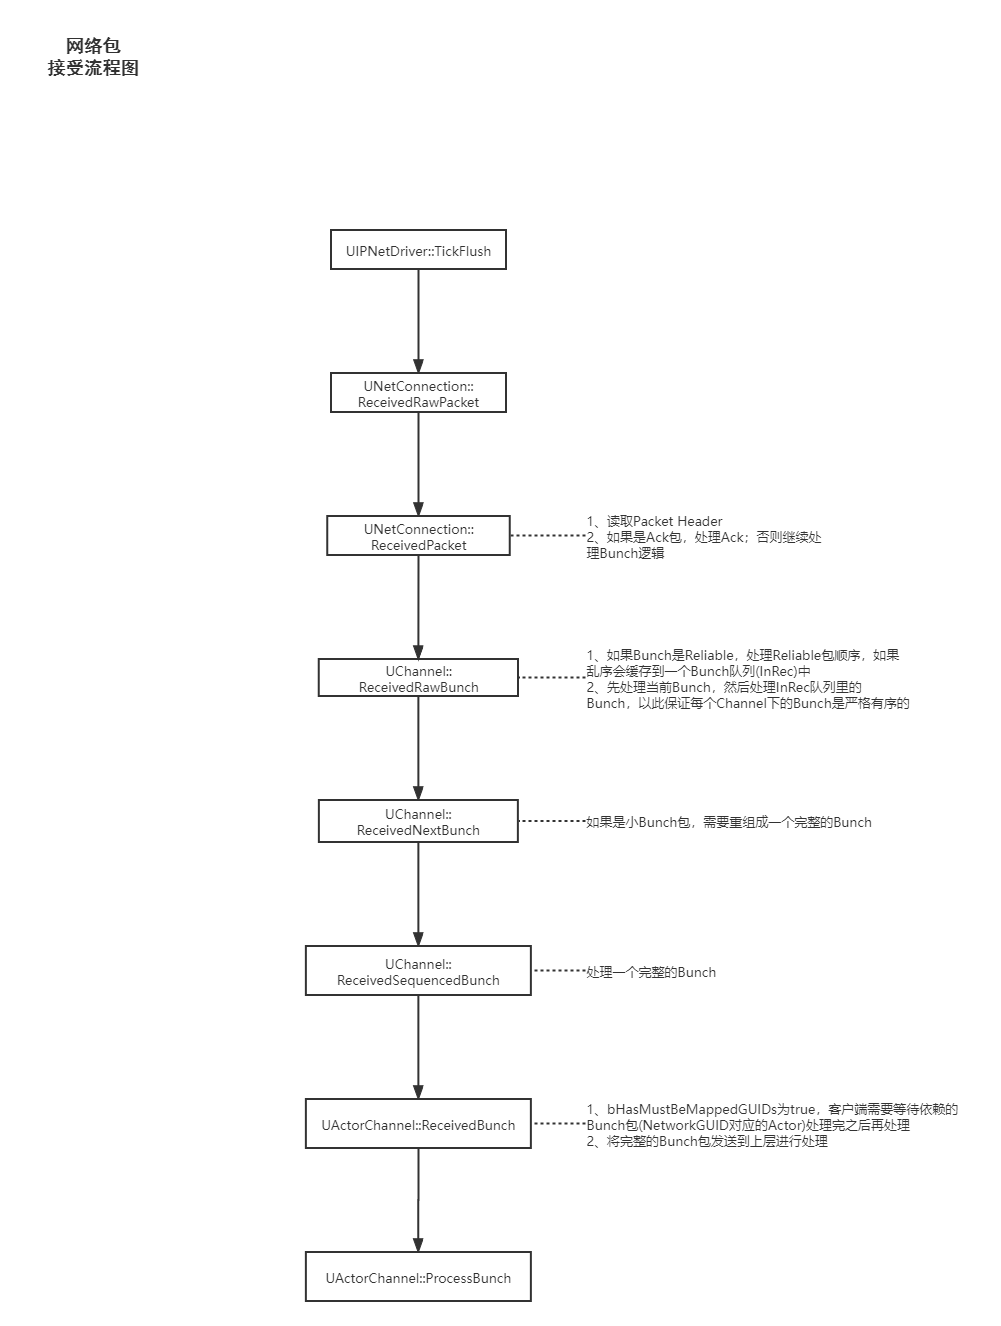 网络包
接受流程图
UIPNetDriver::TickFlush
UNetConnection::
ReceivedRawPacket
UNetConnection::
ReceivedPacket
1、读取Packet Header
2、如果是Ack包，处理Ack；否则继续处
理Bunch逻辑
UChannel::
ReceivedRawBunch
1、如果Bunch是Reliable，处理Reliable包顺序，如果
乱序会缓存到一个Bunch队列(InRec)中
2、先处理当前Bunch，然后处理InRec队列里的
Bunch，以此保证每个Channel下的Bunch是严格有序的
UChannel::
ReceivedNextBunch
如果是小Bunch包，需要重组成一个完整的Bunch
UChannel::
ReceivedSequencedBunch
处理一个完整的Bunch
UActorChannel::ReceivedBunch
1、bHasMustBeMappedGUIDs为true，客户端需要等待依赖的
Bunch包(NetworkGUID对应的Actor)处理完之后再处理
2、将完整的Bunch包发送到上层进行处理
UActorChannel::ProcessBunch